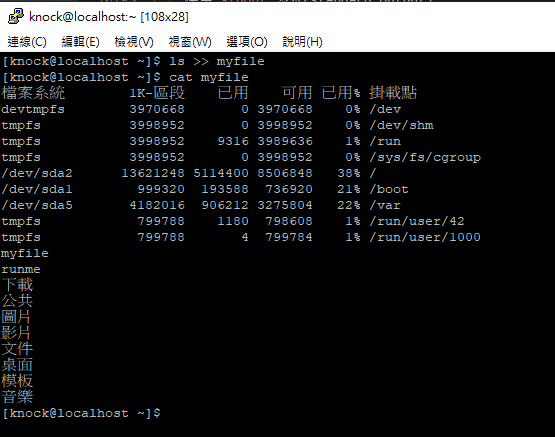 knock@localhost:~ [108x28]
連線(C) 編輯(E) 檢視(V) 視窗(W) 選項(O) 說明(H)
[knock@localhost ~]$ ls >> myfile
[knock@localhost ~]$ cat myfile
檔案系統 1K-區段 已用 可用 已用% 掛載點
devtmpfs 3970668 0 3970668 0% /dev
tmpfs 3998952 0 3998952 0% /dev/shm
tmpfs 3998952 9316 3989636 1% /run
tmpfs 3998952 0 3998952 0% /sys/fs/cgroup
/dev/sda2 13621248 5114400 8506848 38% /
/dev/sda1 999320 193588 736920 21% /boot
/dev/sda5 4182016 906212 3275804 22% /var
tmpfs 799788 1180 798608 1% /run/user/42
tmpfs 799788 4 799784 1% /run/user/1000
myfile
runme
下載
公共
圖片
影片
文件
桌面
模板
音樂
[knock@localhost ~]$